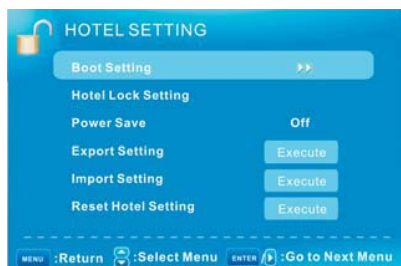 HOTEL SETTING
Boot Setting
Hotel Lock Setting
Power Save Off
Export Setting Execute
Import Setting Execute
Reset Hotel Setting Execute
MENU :Return :Select Menu ENTER / :Go to Next Menu